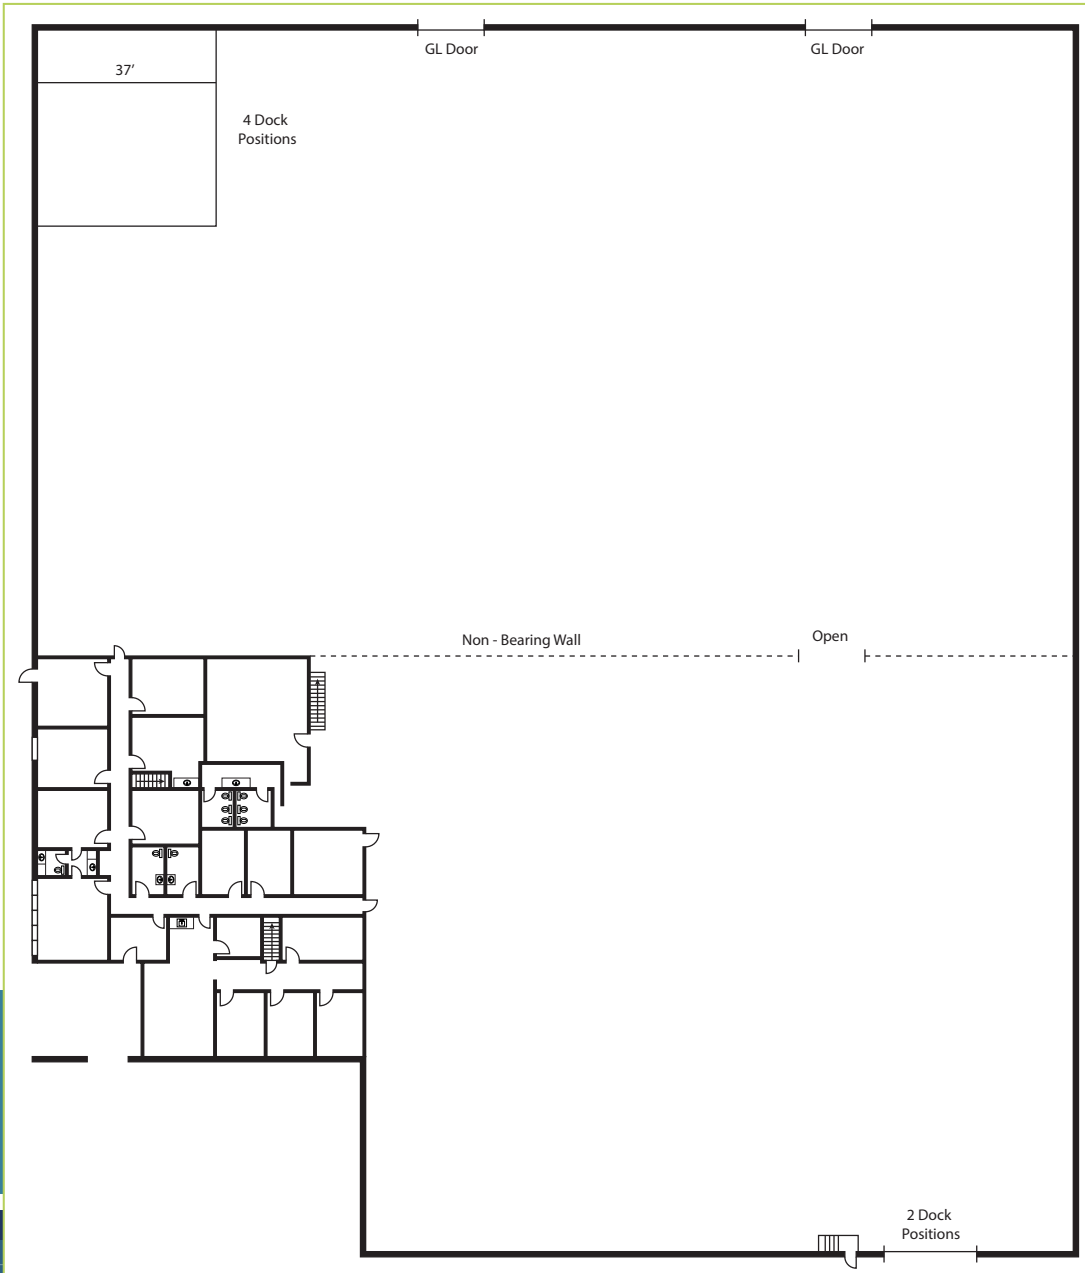 GL Door
GL Door
37’
4 Dock
Positions
Non - Bearing Wall
Open
2 Dock
Positions